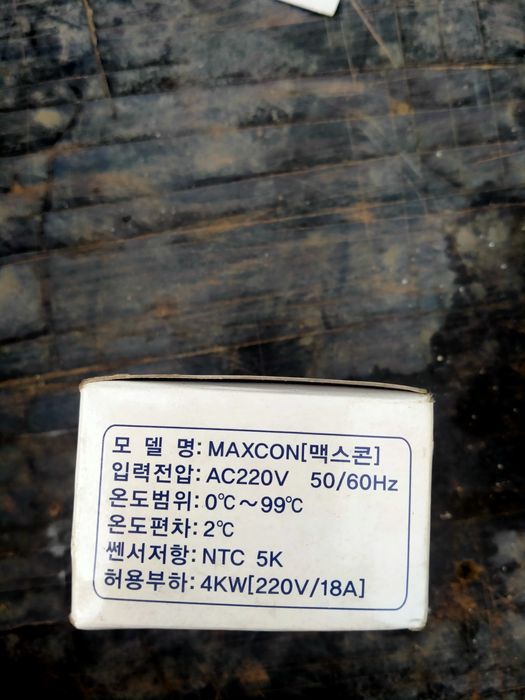 모 델 명: MAXCON[맥스콘]
입력전압: AC220V 50/60Hz
온도범위: 0℃~99℃
온도편차: 2℃
쎈서저항: NTC 5K
허용부하: 4KW[220V/18A]